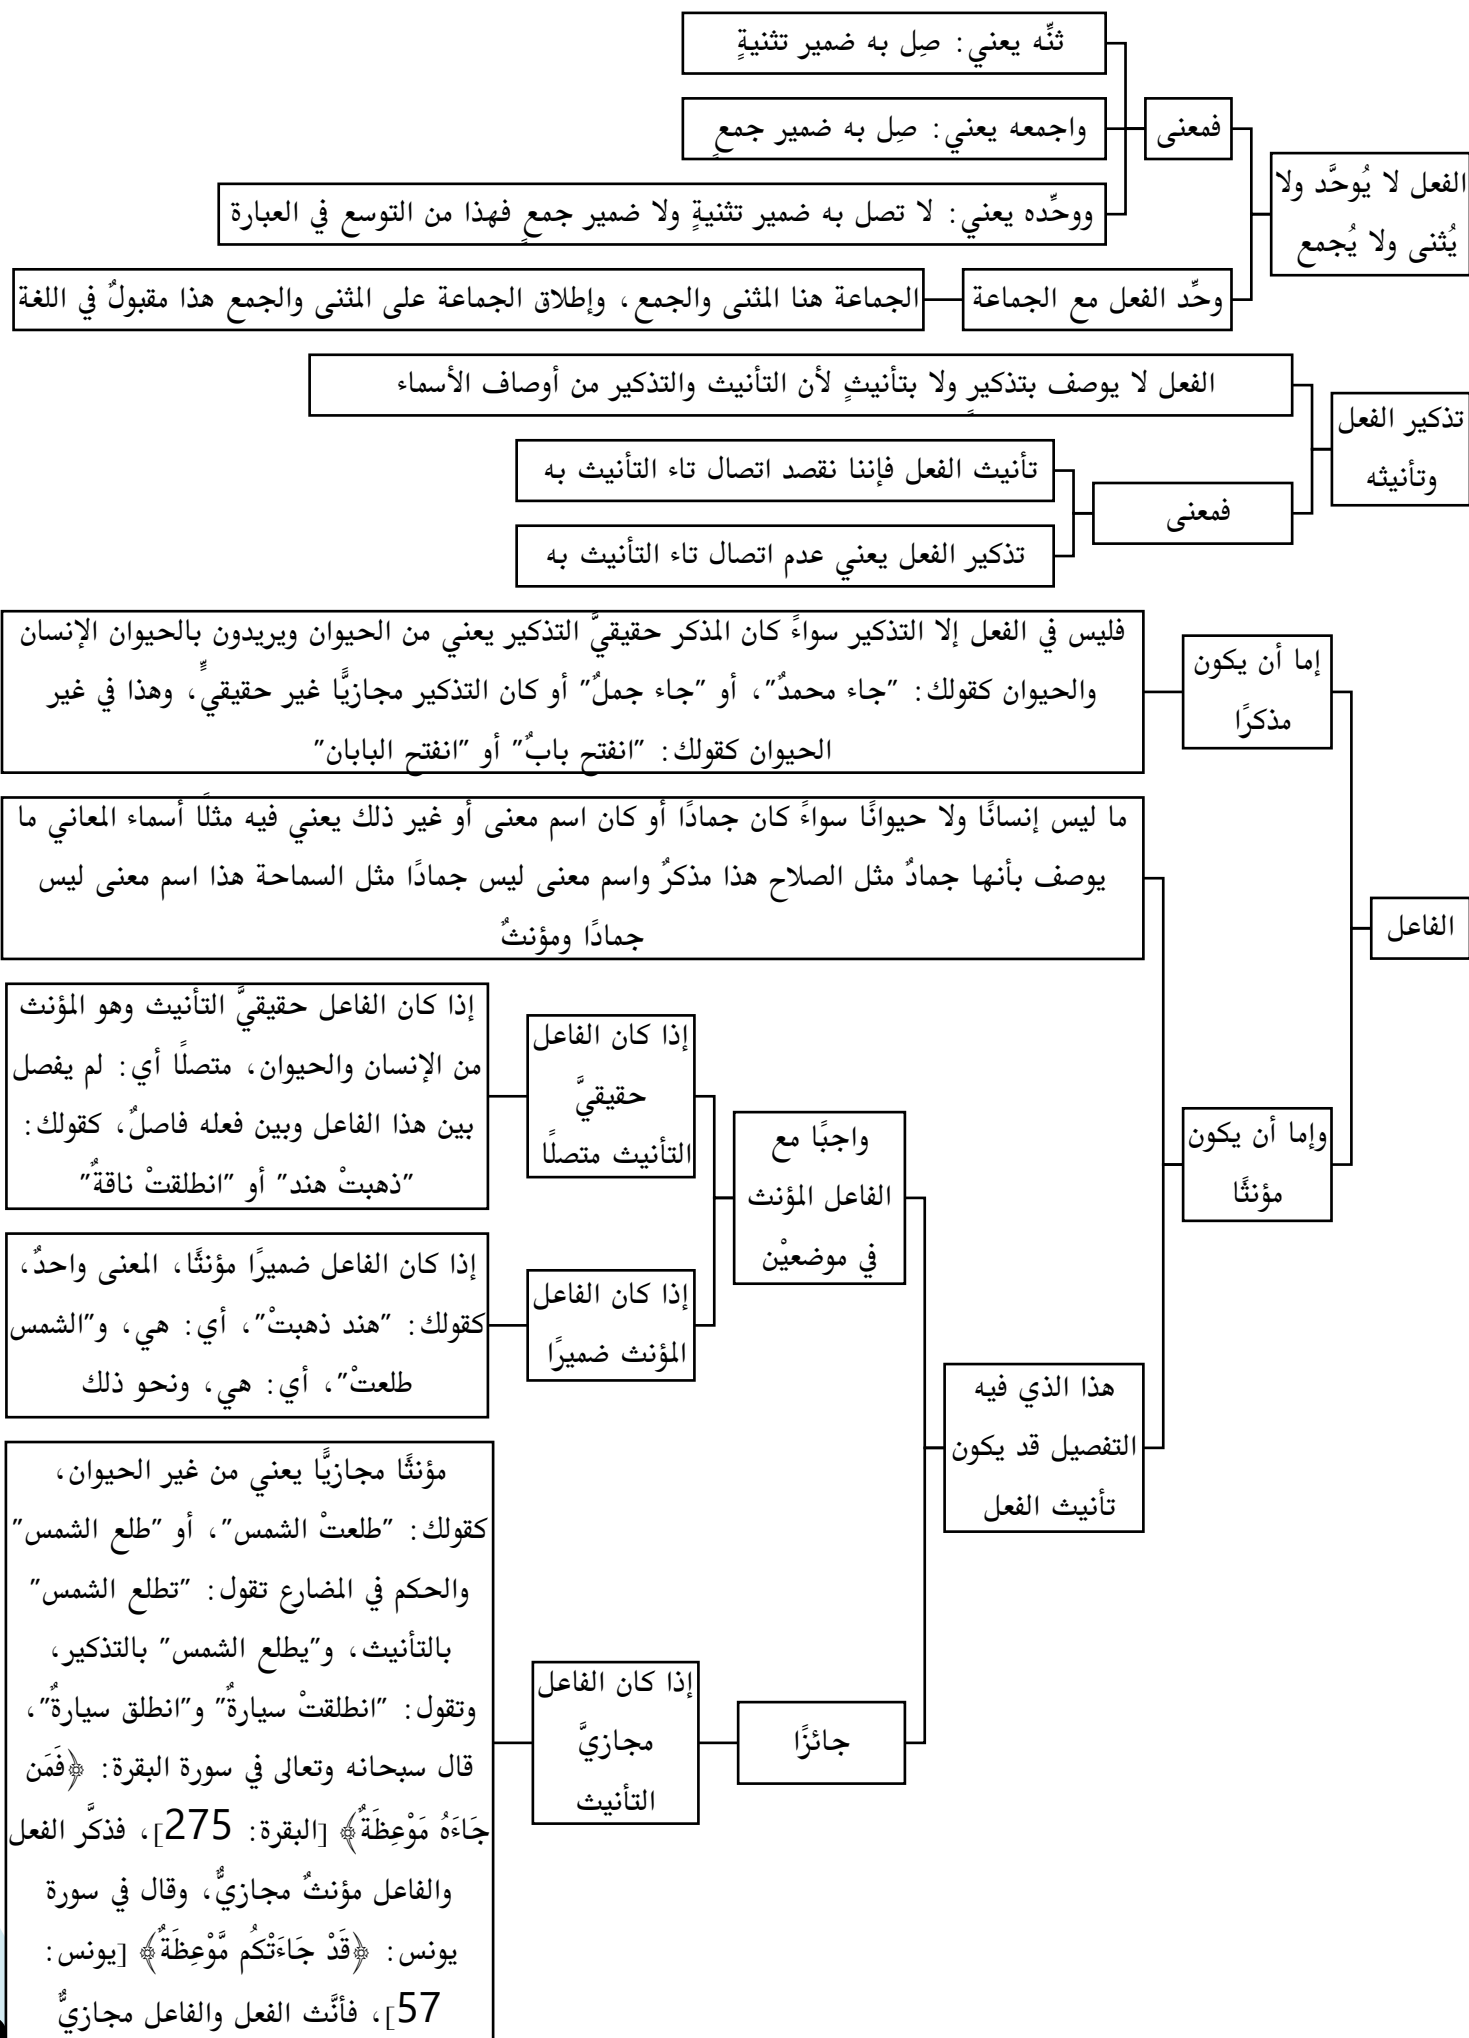 ثنِّه يعني: صِل به ضمير تثنيةٍ
فمعنى
واجمعه يعني: صِل به ضمير جمعٍ
الفعل لا يُوحَّد ولا
يُثنى ولا يُجمع
ووحِّده يعني: لا تصل به ضمير تثنيةٍ ولا ضمير جمعٍ فهذا من التوسع في العبارة
وحِّد الفعل مع الجماعة
الجماعة هنا المثنى والجمع، وإطلاق الجماعة على المثنى والجمع هذا مقبولٌ في اللغة
تذكير الفعل
وتأنيثه
الفعل لا يوصف بتذكيرٍ ولا بتأنيثٍ لأن التأنيث والتذكير من أوصاف الأسماء
فمعنى
تأنيث الفعل فإننا نقصد اتصال تاء التأنيث به
تذكير الفعل يعني عدم اتصال تاء التأنيث به
الفاعل
إما أن يكون
مذكرًا
فليس في الفعل إلا التذكير سواءً كان المذكر حقيقيَّ التذكير يعني من الحيوان ويريدون بالحيوان الإنسان
والحيوان كقولك: "جاء محمدٌ"، أو "جاء جملٌ" أو كان التذكير مجازيًّا غير حقيقيٍّ، وهذا في غير
الحيوان كقولك: "انفتح بابٌ" أو "انفتح البابان"
وإما أن يكون
مؤنثًا
ما ليس إنسانًا ولا حيوانًا سواءً كان جمادًا أو كان اسم معنى أو غير ذلك يعني فيه مثلًا أسماء المعاني ما
يوصف بأنها جمادٌ مثل الصلاح هذا مذكرٌ واسم معنى ليس جمادًا مثل السماحة هذا اسم معنى ليس
جمادًا ومؤنثٌ
هذا الذي فيه
التفصيل قد يكون
تأنيث الفعل
واجبًا مع
الفاعل المؤنث
في موضعيْن
إذا كان الفاعل
حقيقيَّ
التأنيث متصلًا
إذا كان الفاعل حقيقيَّ التأنيث وهو المؤنث
من الإنسان والحيوان، متصلًا أي: لم يفصل
بين هذا الفاعل وبين فعله فاصلٌ، كقولك:
"ذهبتْ هند" أو "انطلقتْ ناقةٌ"
إذا كان الفاعل
المؤنث ضميرًا
إذا كان الفاعل ضميرًا مؤنثًا، المعنى واحدٌ،
كقولك: "هند ذهبتْ"، أي: هي، و"الشمس
طلعتْ"، أي: هي، ونحو ذلك
جائزًا
إذا كان الفاعل
مجازيَّ
التأنيث
مؤنثًا مجازيًّا يعني من غير الحيوان،
كقولك: "طلعتْ الشمس"، أو "طلع الشمس"
والحكم في المضارع تقول: "تطلع الشمس"
بالتأنيث، و"يطلع الشمس" بالتذكير،
وتقول: "انطلقتْ سيارةٌ" و"انطلق سيارةٌ"،
قال سبحانه وتعالى في سورة البقرة: ﴿فَمَن
جَاءَهُ مَوْعِظَةٌ﴾ [البقرة: 275]، فذكَّر الفعل
والفاعل مؤنثٌ مجازيٌّ، وقال في سورة
يونس: ﴿قَدْ جَاءَتْكُم مَّوْعِظَةٌ﴾ [يونس:
57]، فأنَّث الفعل والفاعل مجازيٌّ